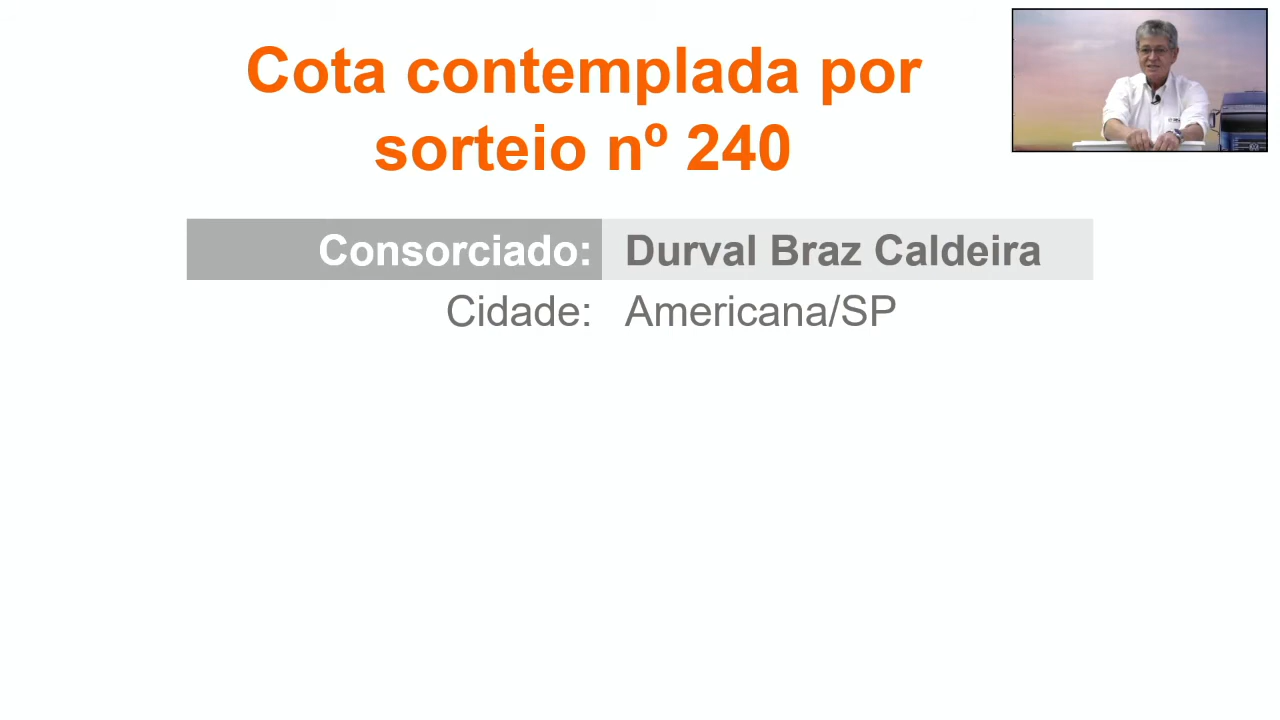 Cota contemplada por
sorteio nº 240
Consorciado: Durval Braz Caldeira
Cidade: Americana/SP